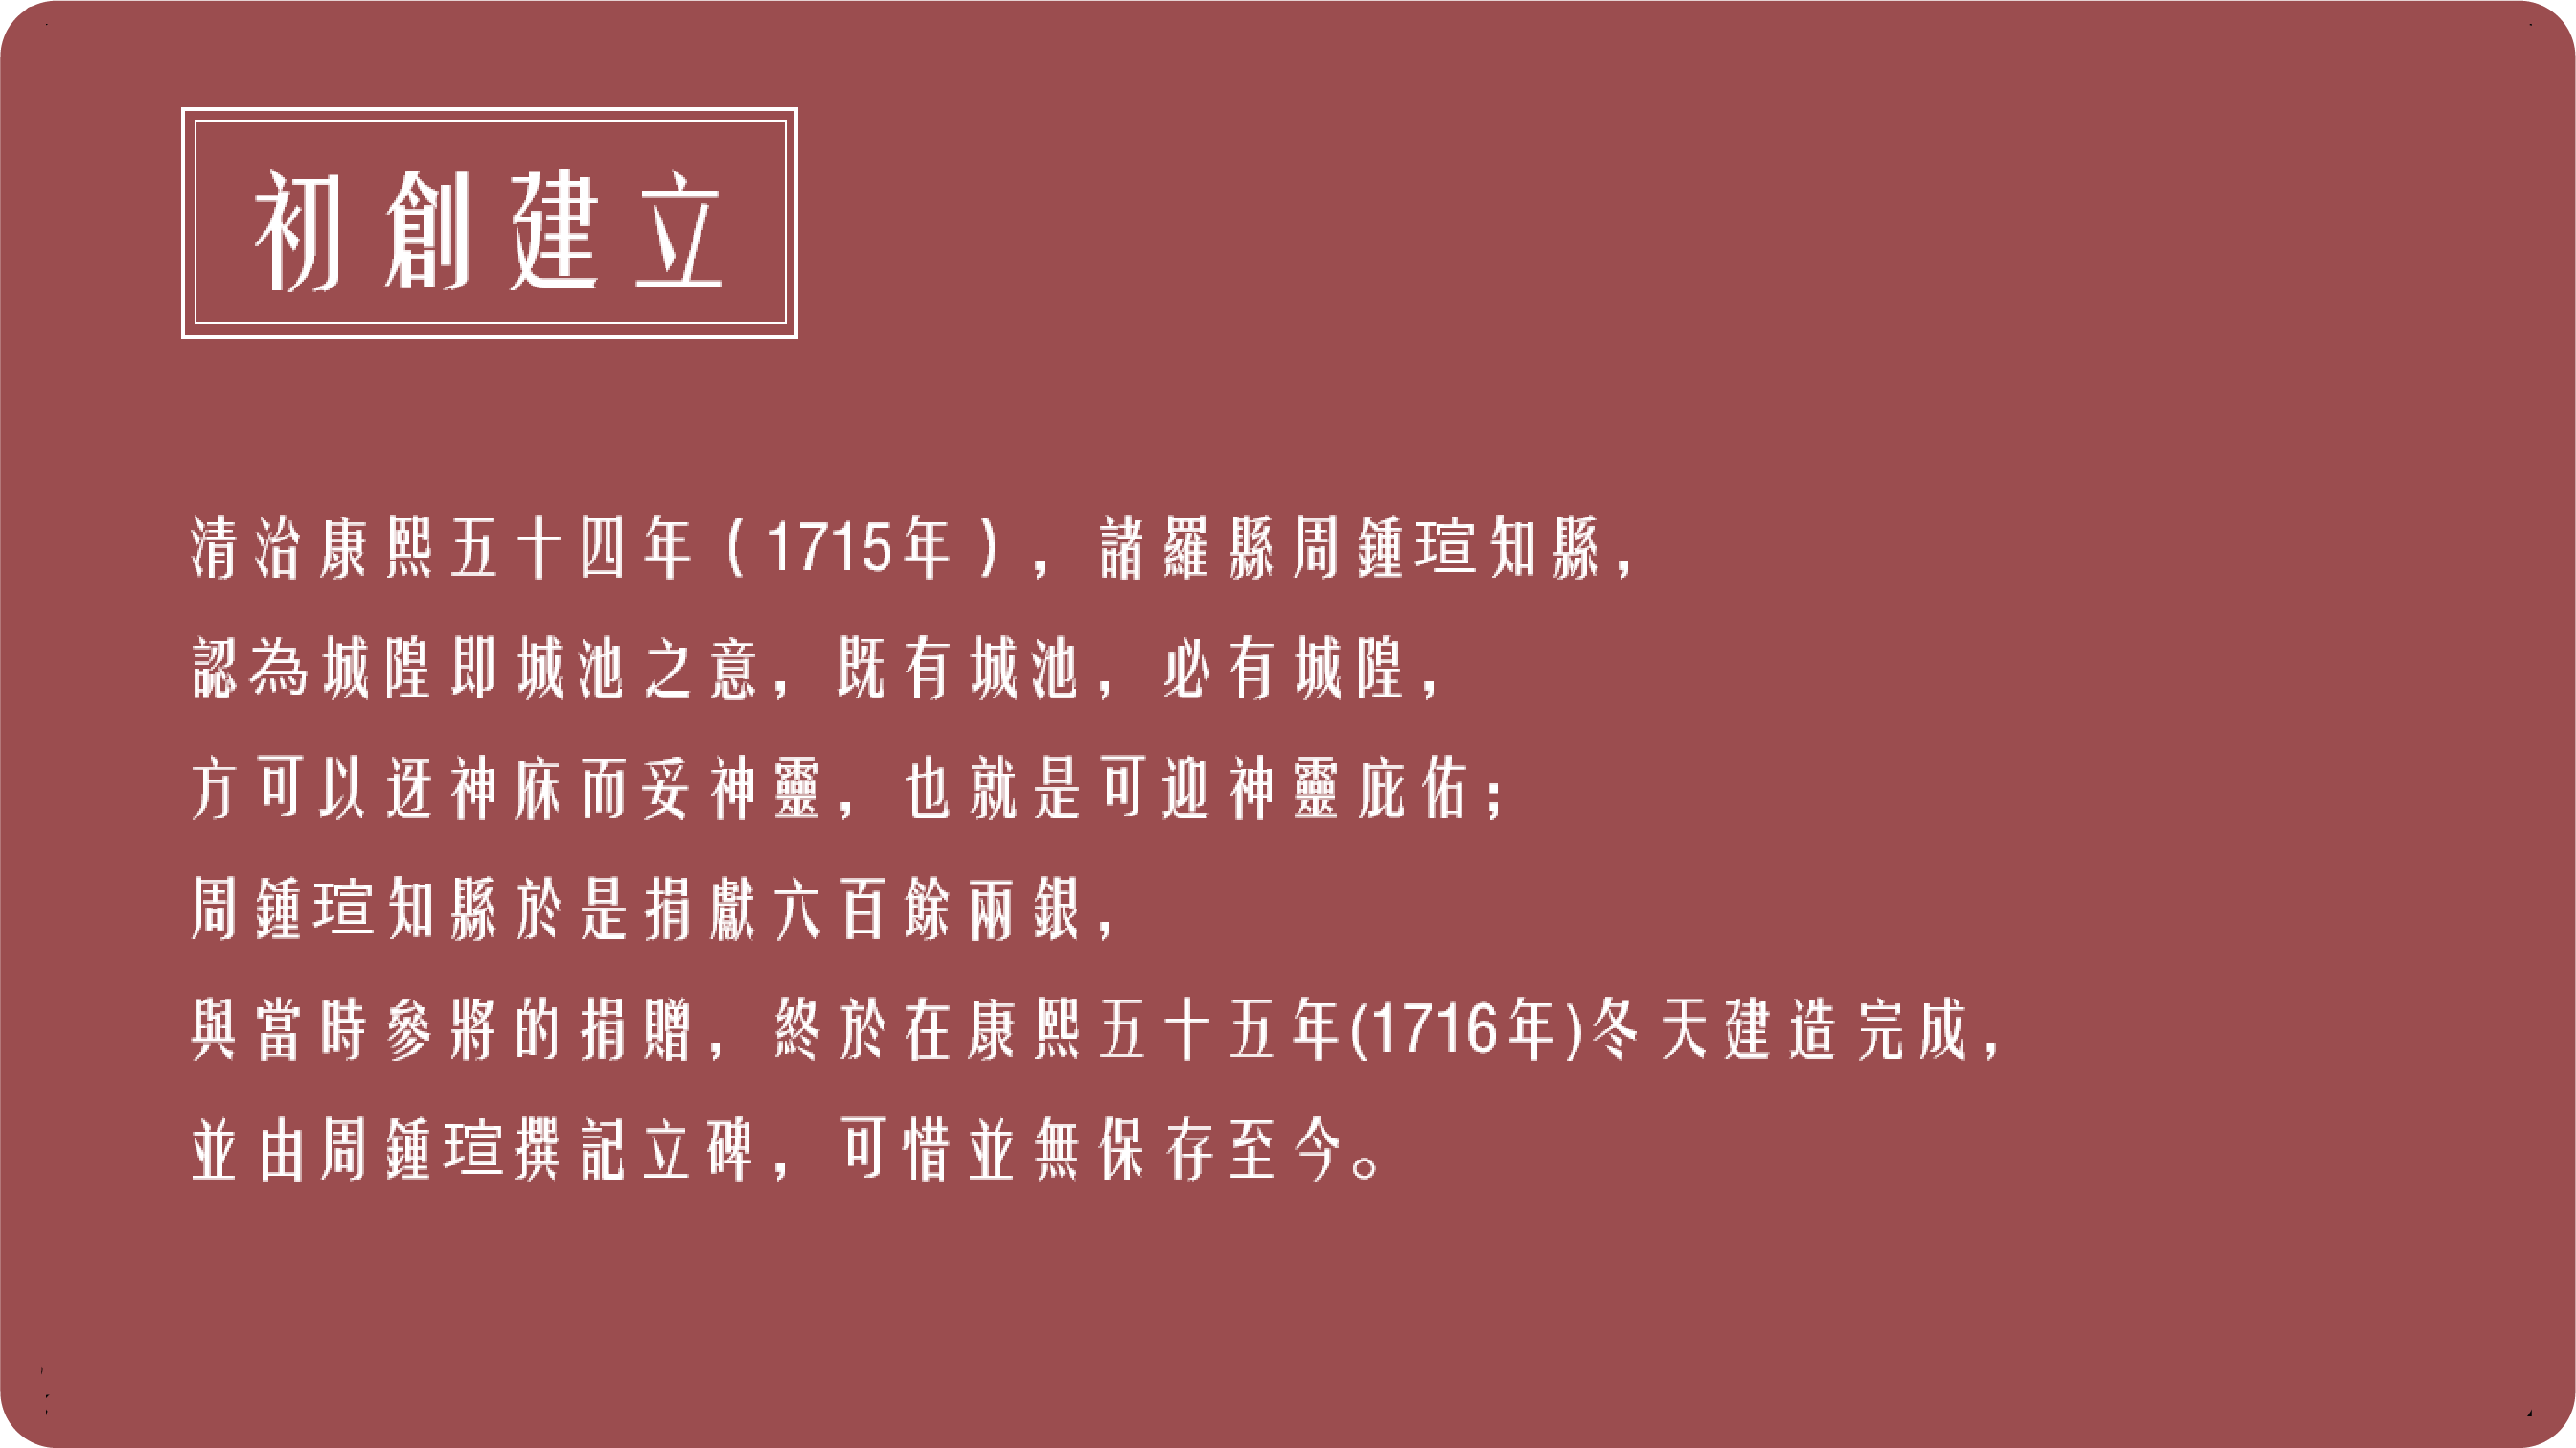 初創建立
清治康熙五十四年（1715年），諸羅縣周鍾瑄知縣，
認為城隍即城池之意，既有城池，必有城隍，
方可以迓神庥而妥神靈，也就是可迎神靈庇佑；
周鍾瑄知縣於是捐獻六百餘兩銀，
與當時參將的捐贈，終於在康熙五十五年(1716年)冬天建造完成，
並由周鍾瑄撰記立碑，可惜並無保存至今。